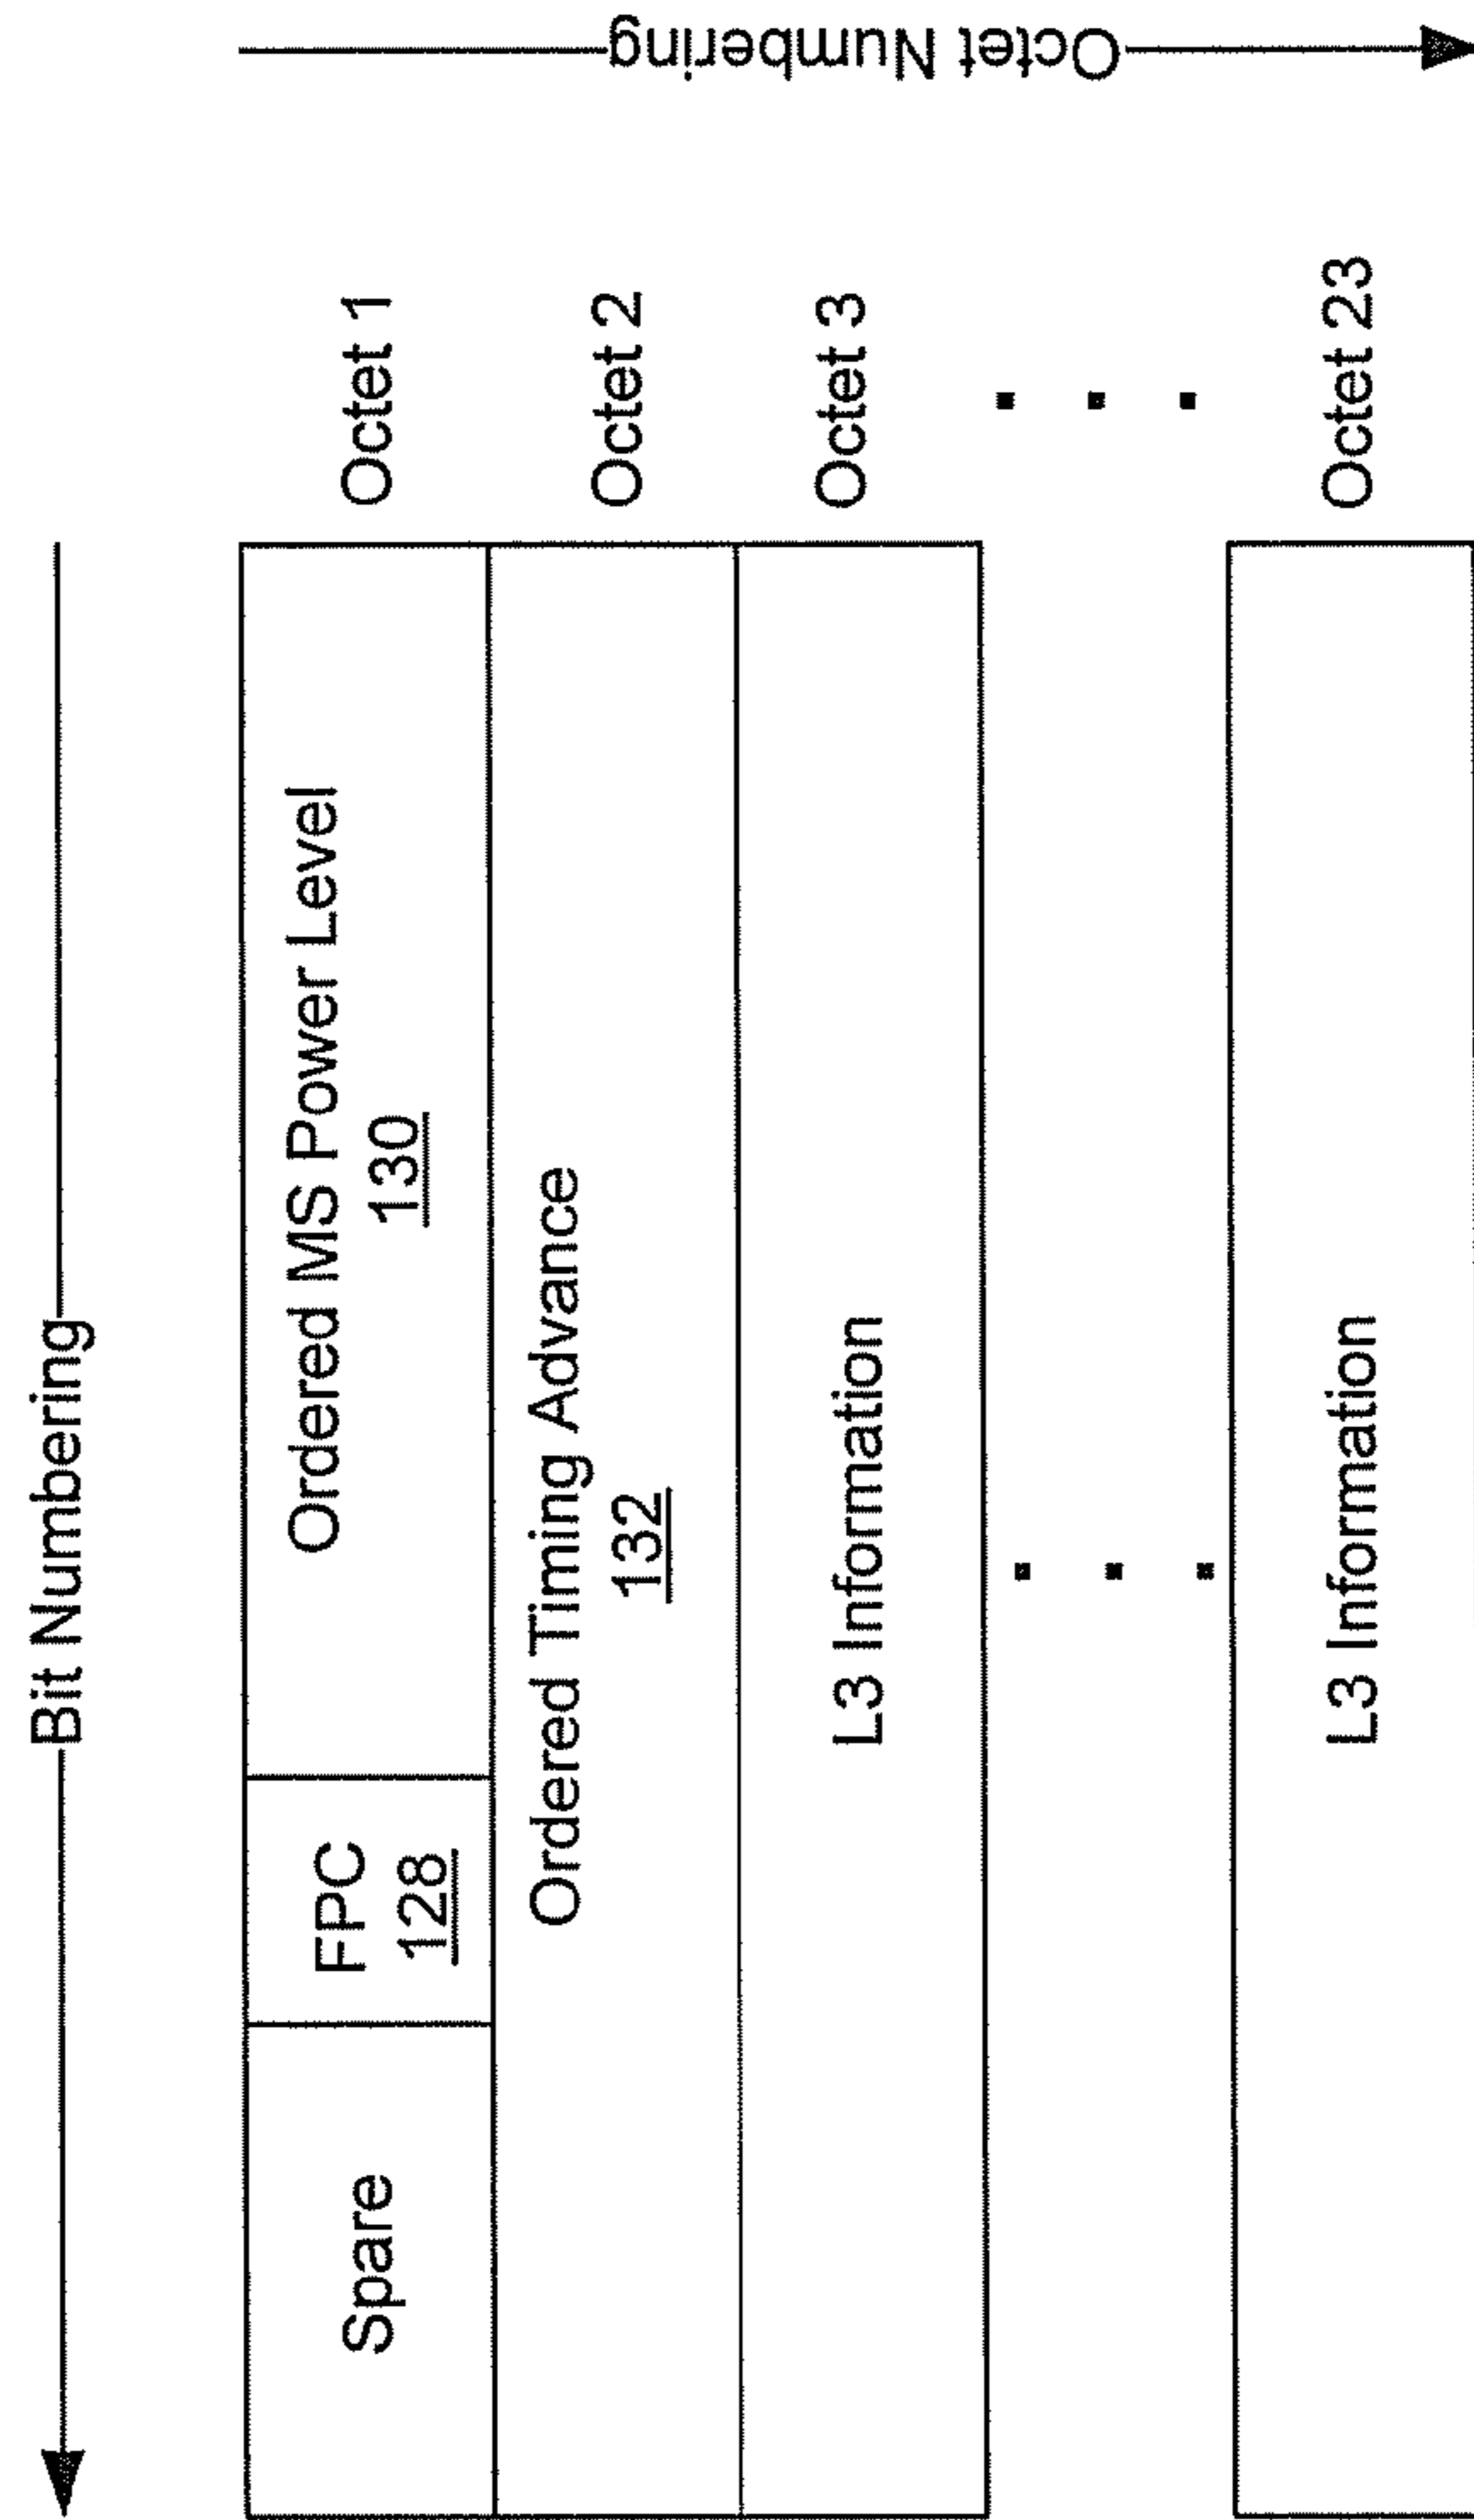 Bit Numbering
Octet Numbering
Spare
FPC
128
Ordered MS Power Level
130
Octet 1
Ordered Timing Advance
132
Octet 2
L3 Information
Octet 3
L3 Information
Octet 23